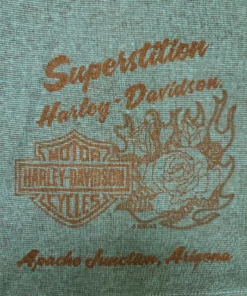 Superstition
Harley-Davidson
MOTOR
HARLEY-DAVIDSON
CYCLES
Apache Junction, Arizona